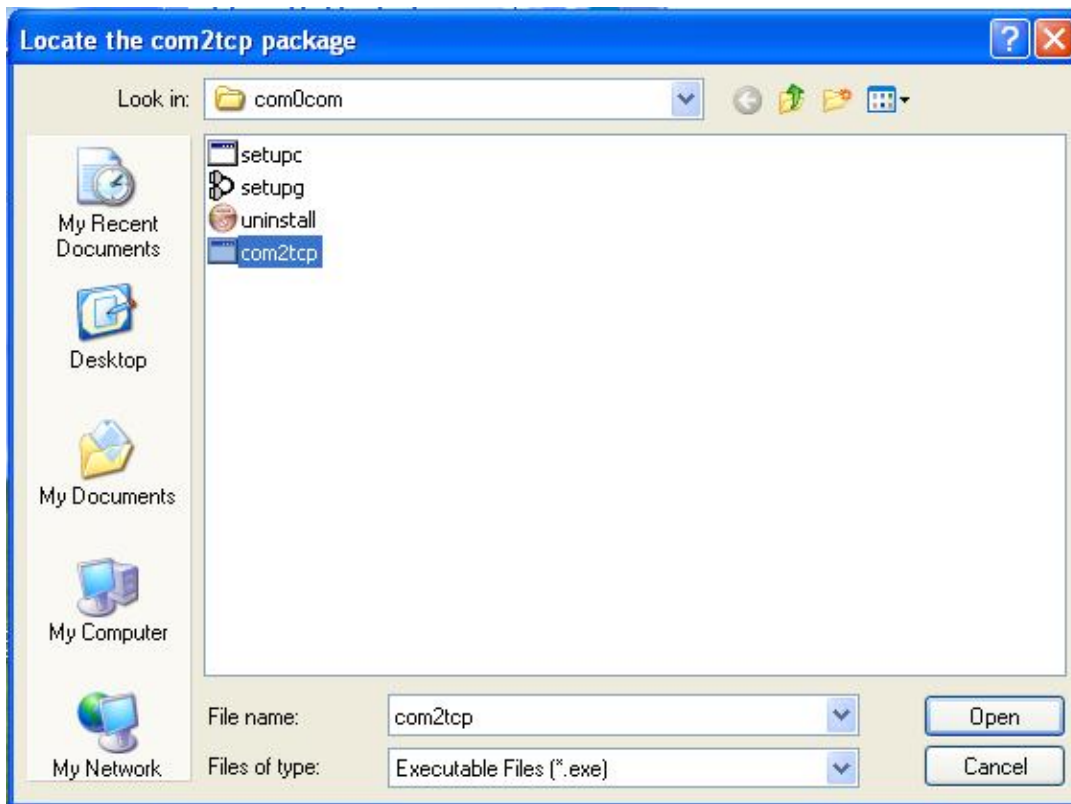 Locate the com2tcp package
Look in:
com0com
setupc
setupg
uninstall
com2tcp
My Recent
Documents
Desktop
My Documents
My Computer
My Network
File name:
com2tcp
Open
Files of type:
Executable Files (*.exe)
Cancel